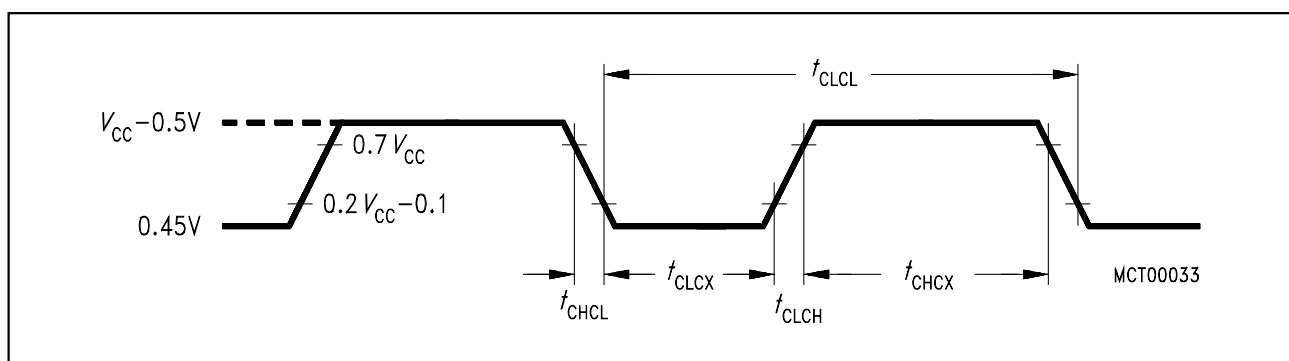 tCLCL
VCC–0.5V
0.7 VCC
0.2 VCC–0.1
0.45V
tCHCL
tCLCX
tCLCH
tCHCX
MCT00033